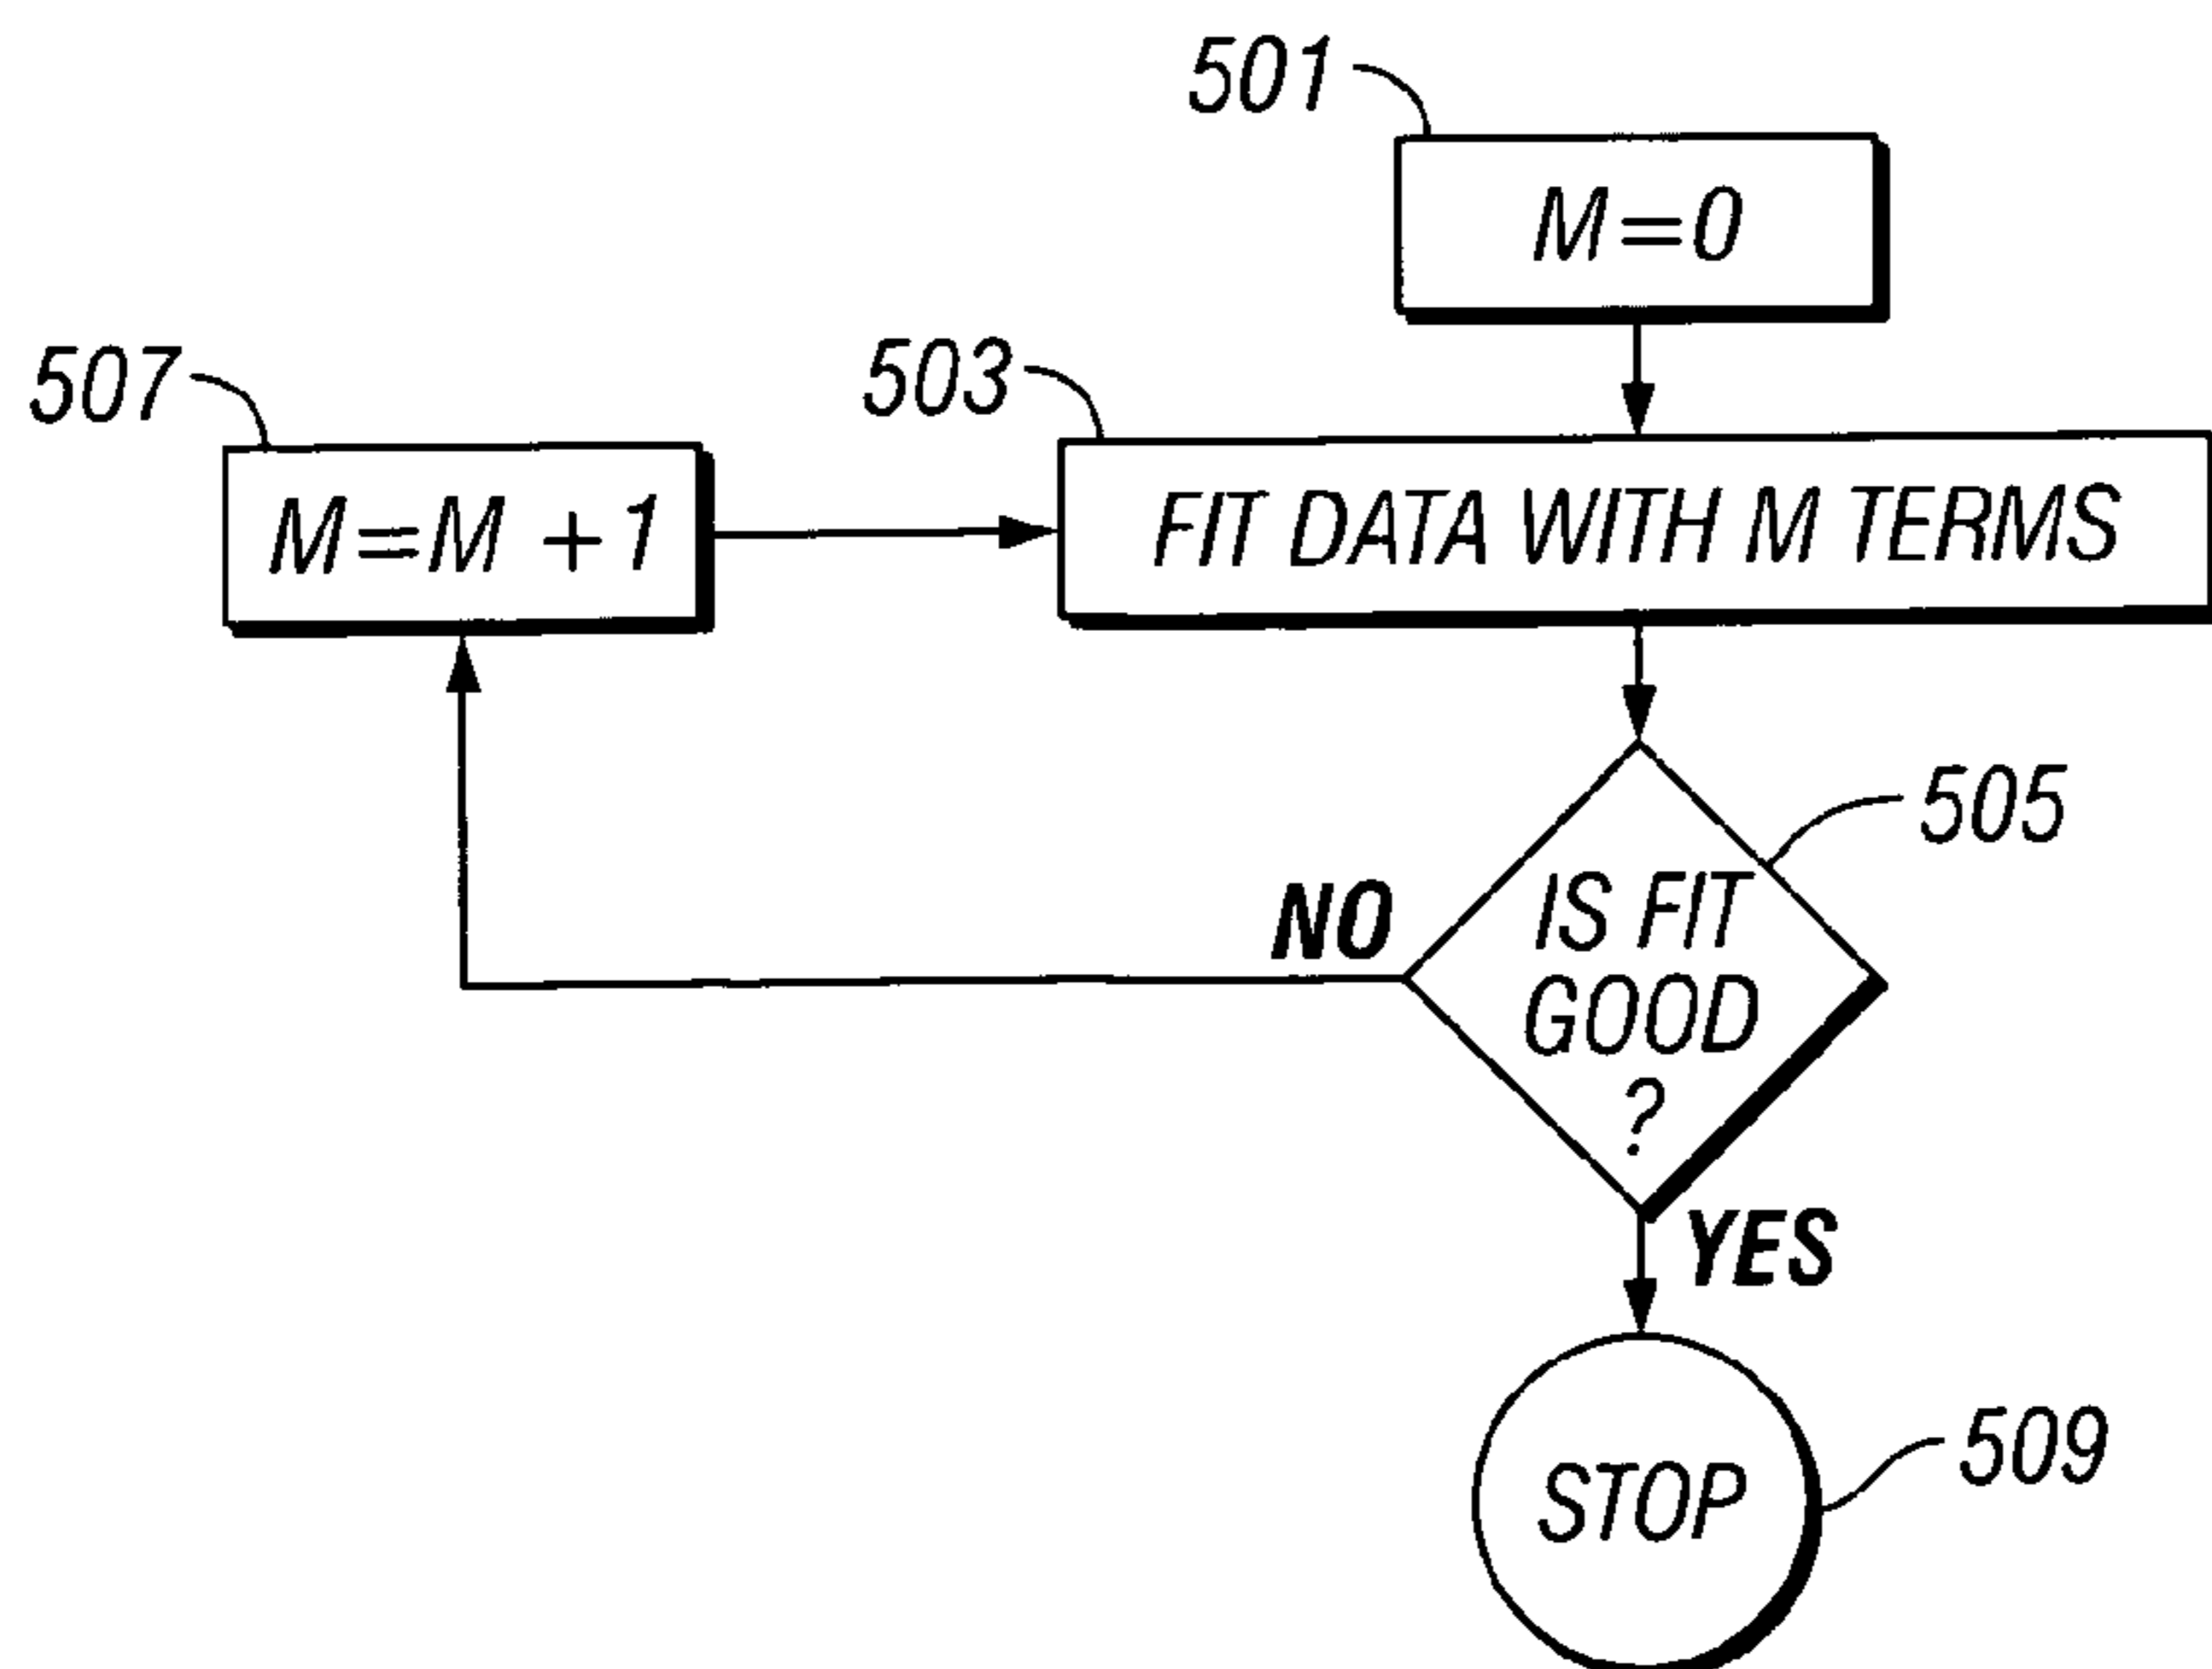 501
M=0
507
503
M=M +1
FIT DATA WITH M TERMS
505
IS FIT
GOOD
?
NO
YES
STOP
509